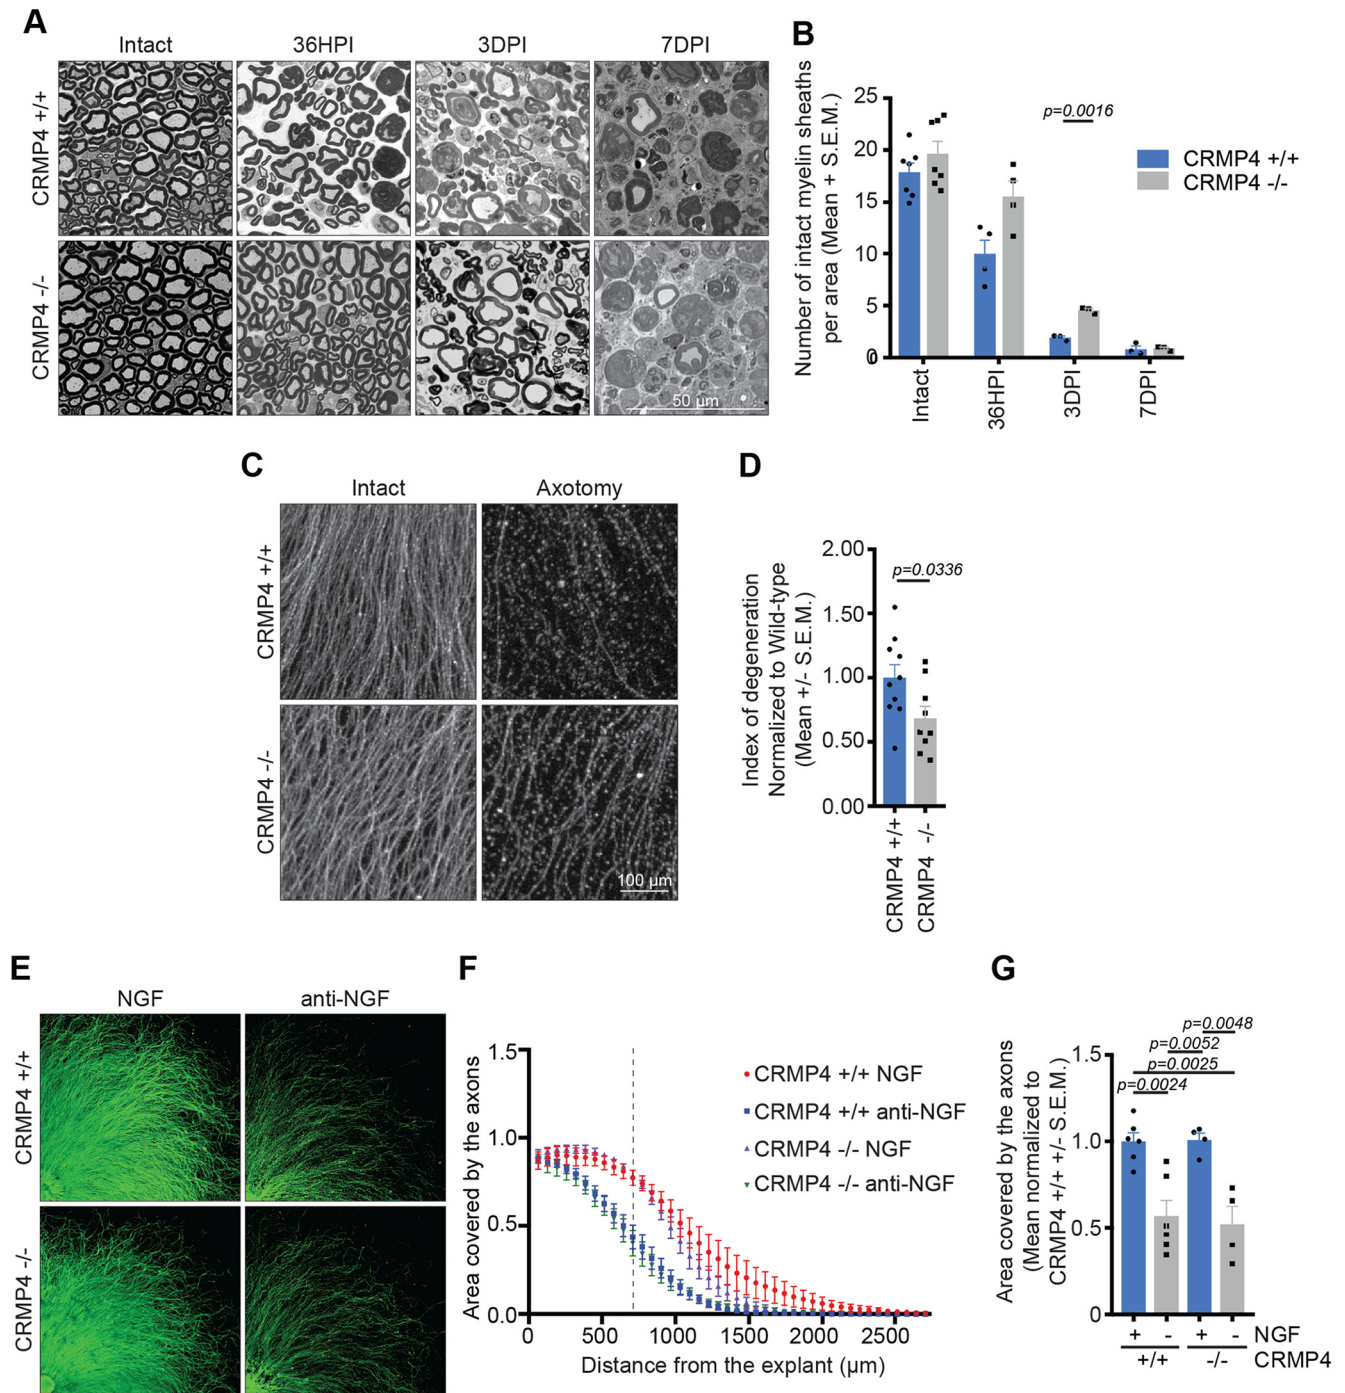 A
Intact
36HPI
3DPI
7DPI
CRMP4 +/+
CRMP4 -/-
50 µm
B
Number of intact myelin sheaths
per area (Mean + S.E.M.)
25
20
15
10
5
0
p=0.0016
CRMP4 +/+
CRMP4 -/-
Intact
36HPI
3DPI
7DPI
C
Intact
Axotomy
CRMP4 +/+
CRMP4 -/-
100 µm
D
Index of degeneration
Normalized to Wild-type
(Mean +/- S.E.M.)
2.00
1.50
1.00
0.50
0.00
p=0.0336
CRMP4 +/+
CRMP4 -/-
E
NGF
anti-NGF
CRMP4 +/+
CRMP4 -/-
F
Area covered by the axons
1.5
1.0
0.5
0.0
0
500
1000
1500
2000
2500
Distance from the explant (µm)
CRMP4 +/+ NGF
CRMP4 +/+ anti-NGF
CRMP4 -/- NGF
CRMP4 -/- anti-NGF
G
Area covered by the axons
(Mean normalized to
CRMP4 +/+ +/- S.E.M.)
1.5
1.0
0.5
0
p=0.0048
p=0.0052
p=0.0025
p=0.0024
+ - + - NGF
+/+ -/- CRMP4